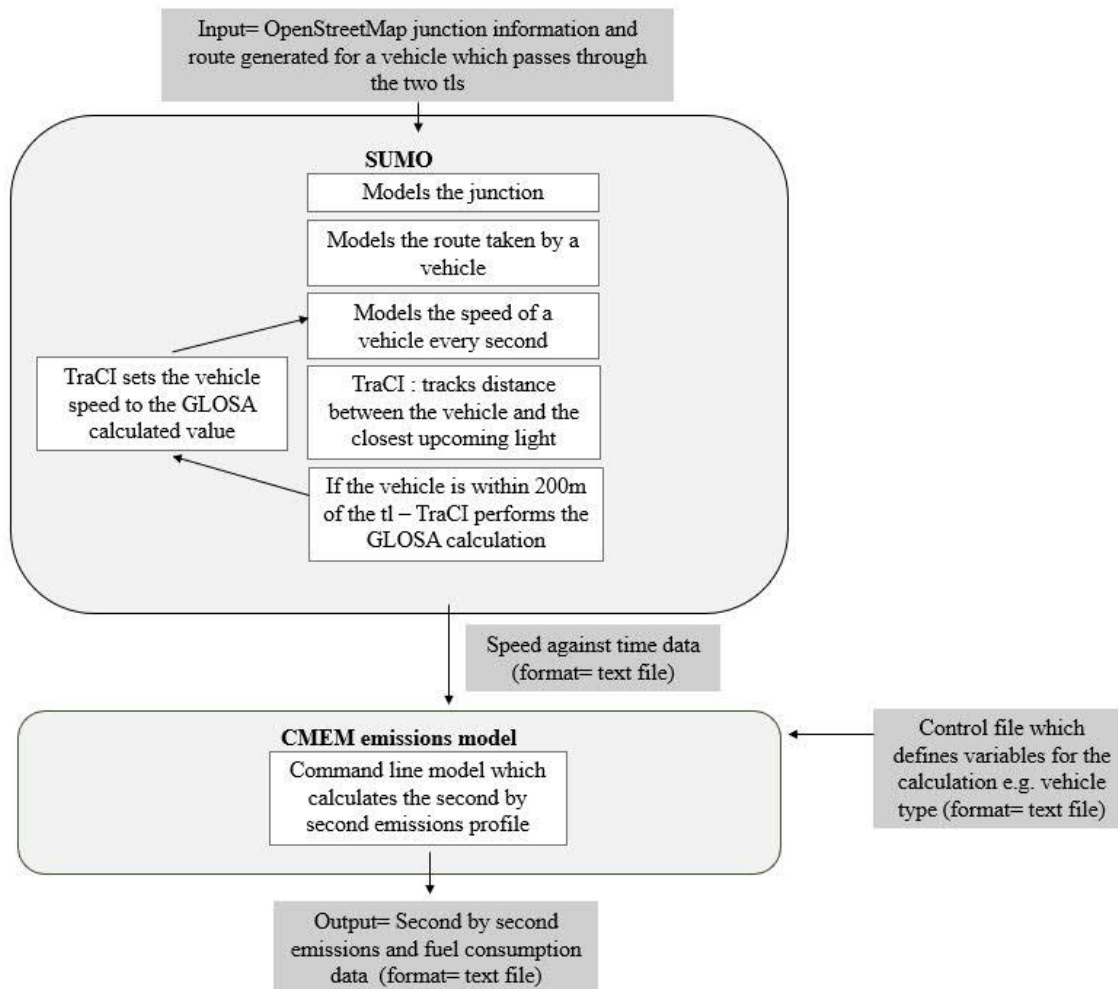 Input= OpenStreetMap junction information and
route generated for a vehicle which passes through
the two tls
SUMO
Models the junction
Models the route taken by a
vehicle
Models the speed of a
vehicle every second
TraCI sets the vehicle
speed to the GLOSA
calculated value
TraCI : tracks distance
between the vehicle and the
closest upcoming light
If the vehicle is within 200m
of the tl – TraCI performs the
GLOSA calculation
Speed against time data
(format= text file)
CMEM emissions model
Command line model which
calculates the second by
second emissions profile
Control file which
defines variables for the
calculation e.g. vehicle
type (format= text file)
Output= Second by second
emissions and fuel consumption
data (format= text file)